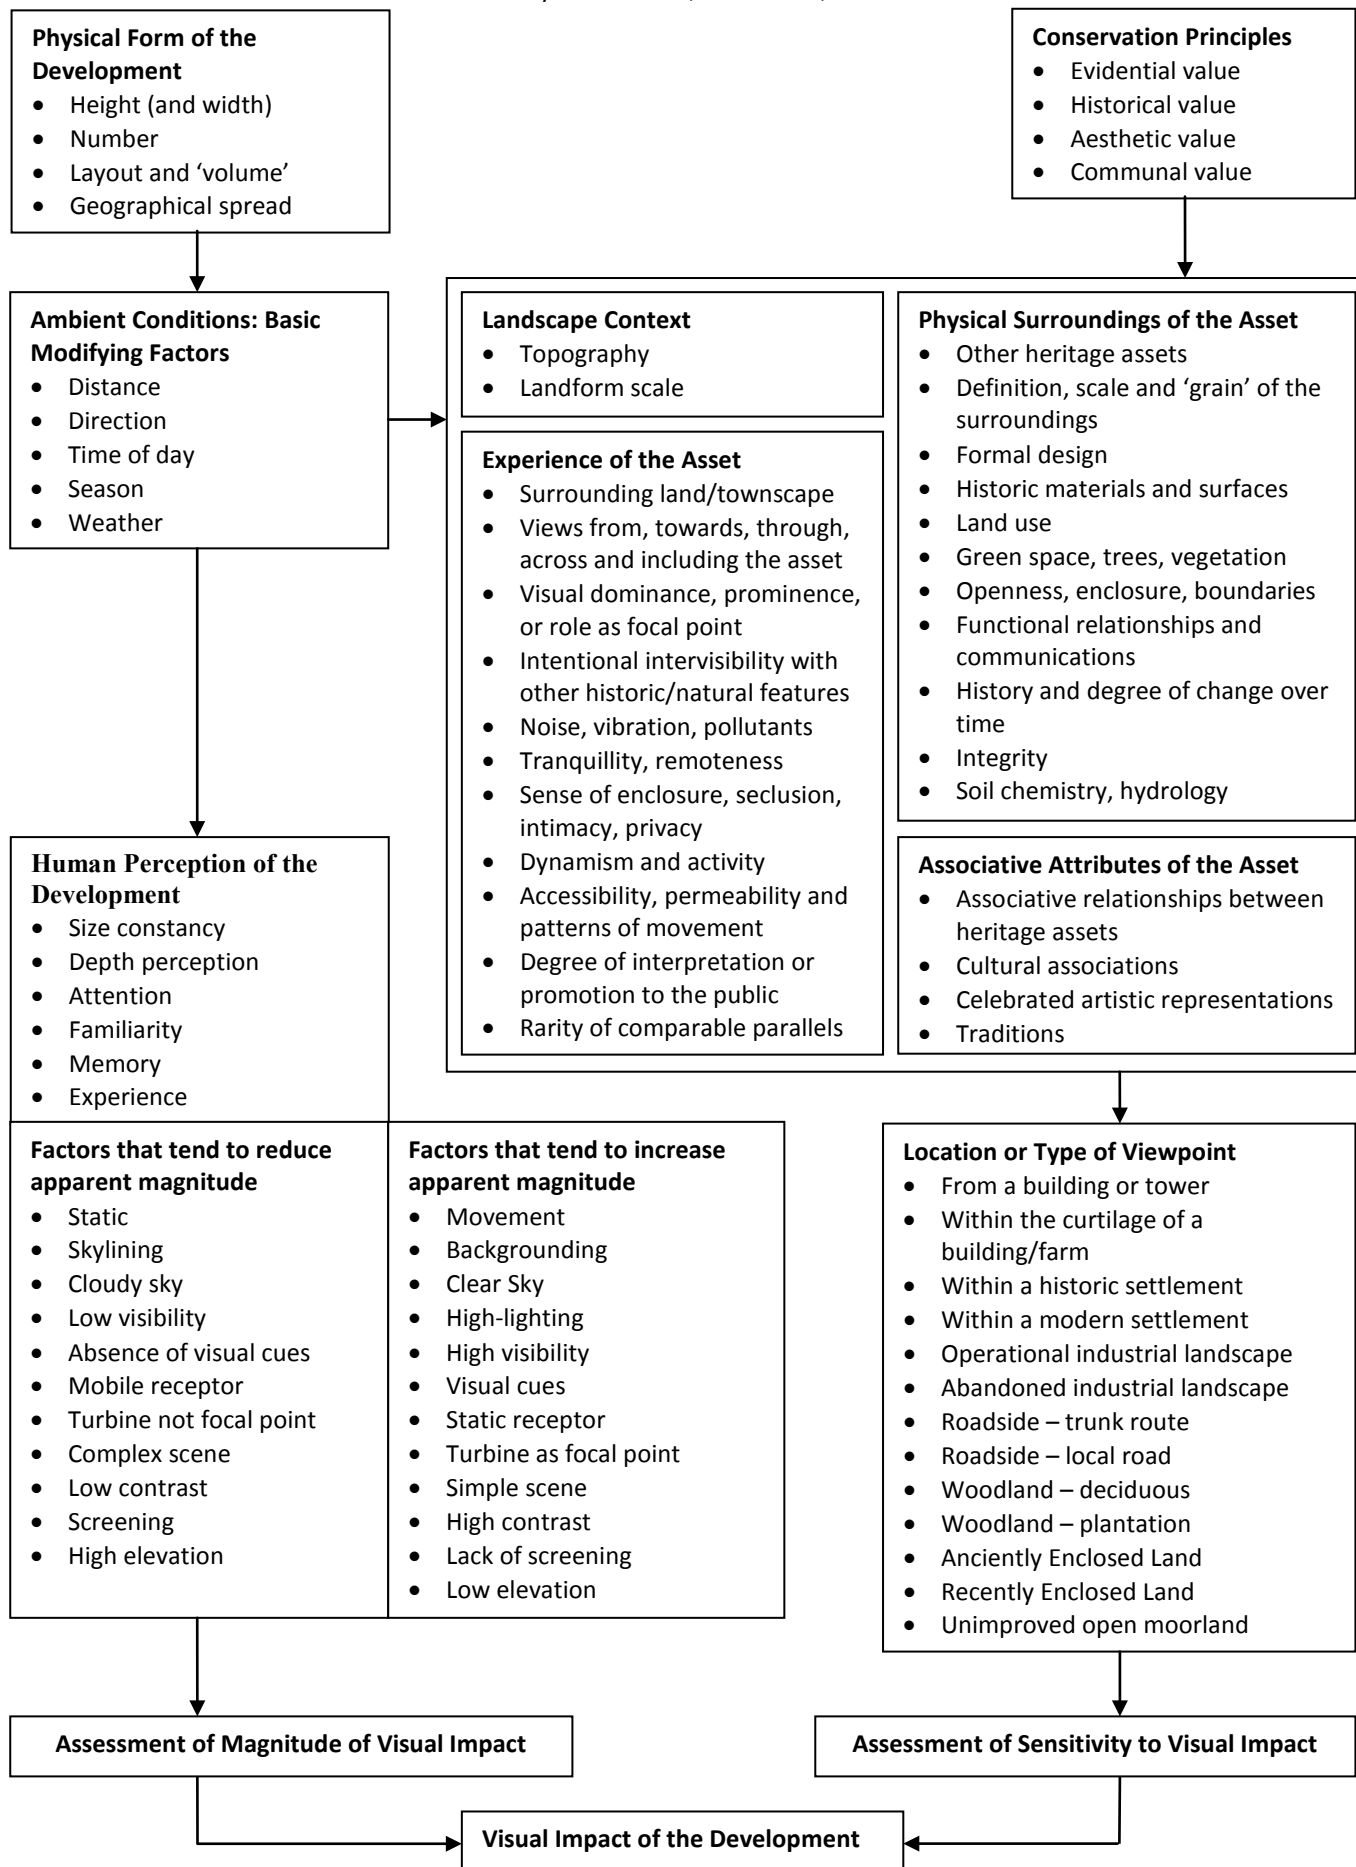 Physical Form of the
Development
• Height (and width)
• Number
• Layout and ‘volume’
• Geographical spread
Conservation Principles
• Evidential value
• Historical value
• Aesthetic value
• Communal value
Ambient Conditions: Basic
Modifying Factors
• Distance
• Direction
• Time of day
• Season
• Weather
Landscape Context
• Topography
• Landform scale
Experience of the Asset
• Surrounding land/townscape
• Views from, towards, through,
across and including the asset
• Visual dominance, prominence,
or role as focal point
• Intentional intervisibility with
other historic/natural features
• Noise, vibration, pollutants
• Tranquillity, remoteness
• Sense of enclosure, seclusion,
intimacy, privacy
• Dynamism and activity
• Accessibility, permeability and
patterns of movement
• Degree of interpretation or
promotion to the public
• Rarity of comparable parallels
Physical Surroundings of the Asset
• Other heritage assets
• Definition, scale and ‘grain’ of the
surroundings
• Formal design
• Historic materials and surfaces
• Land use
• Green space, trees, vegetation
• Openness, enclosure, boundaries
• Functional relationships and
communications
• History and degree of change over
time
• Integrity
• Soil chemistry, hydrology
Associative Attributes of the Asset
• Associative relationships between
heritage assets
• Cultural associations
• Celebrated artistic representations
• Traditions
Human Perception of the
Development
• Size constancy
• Depth perception
• Attention
• Familiarity
• Memory
• Experience
Factors that tend to reduce
apparent magnitude
• Static
• Skylining
• Cloudy sky
• Low visibility
• Absence of visual cues
• Mobile receptor
• Turbine not focal point
• Complex scene
• Low contrast
• Screening
• High elevation
Factors that tend to increase
apparent magnitude
• Movement
• Backgrounding
• Clear Sky
• High-lighting
• High visibility
• Visual cues
• Static receptor
• Turbine as focal point
• Simple scene
• High contrast
• Lack of screening
• Low elevation
Location or Type of Viewpoint
• From a building or tower
• Within the curtilage of a
building/farm
• Within a historic settlement
• Within a modern settlement
• Operational industrial landscape
• Abandoned industrial landscape
• Roadside – trunk route
• Roadside – local road
• Woodland – deciduous
• Woodland – plantation
• Anciently Enclosed Land
• Recently Enclosed Land
• Unimproved open moorland
Assessment of Magnitude of Visual Impact
Assessment of Sensitivity to Visual Impact
Visual Impact of the Development